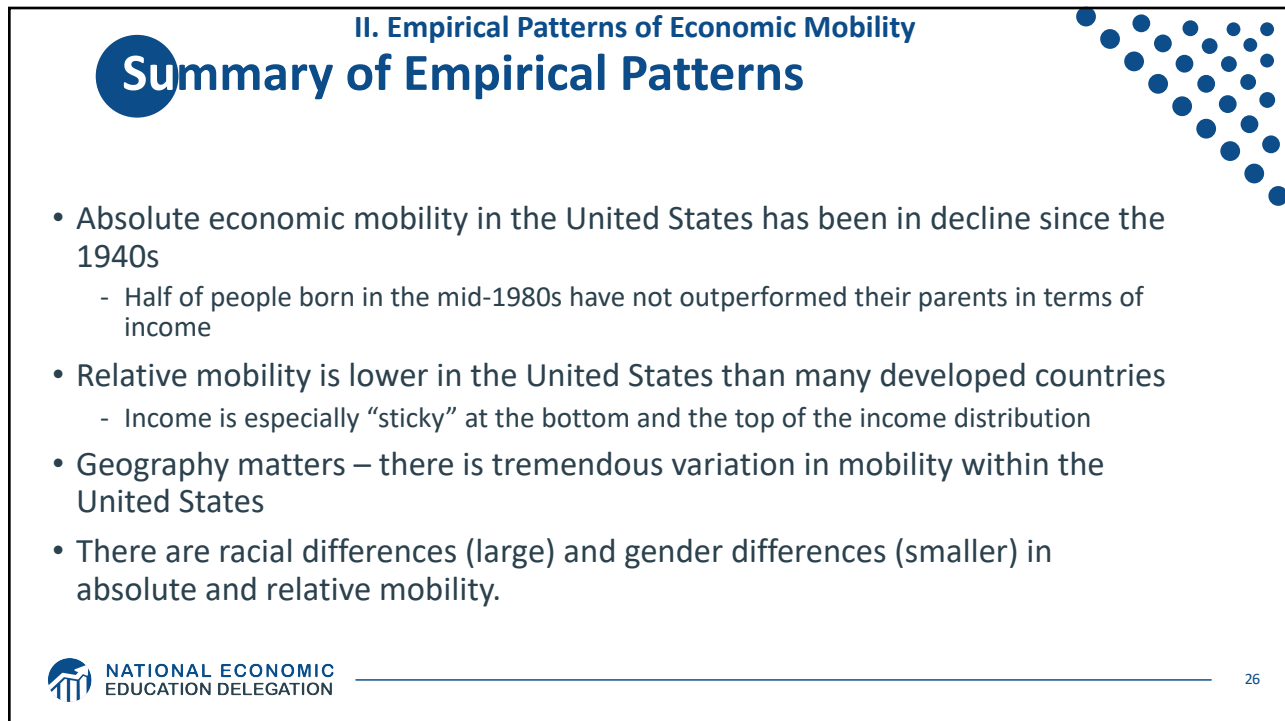 II. Empirical Patterns of Economic Mobility
Summary of Empirical Patterns
• Absolute economic mobility in the United States has been in decline since the
1940s
- Half of people born in the mid-1980s have not outperformed their parents in terms of
income
• Relative mobility is lower in the United States than many developed countries
- Income is especially “sticky” at the bottom and the top of the income distribution
• Geography matters – there is tremendous variation in mobility within the
United States
• There are racial differences (large) and gender differences (smaller) in
absolute and relative mobility.
NATIONAL ECONOMIC
EDUCATION DELEGATION
26